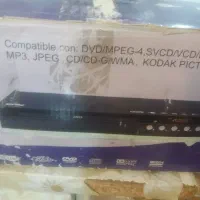 Compatible con: DVD/MPEG-4,SVCD/VCD/
MP3, JPEG, CD/CD-G/WMA, KODAK PICT